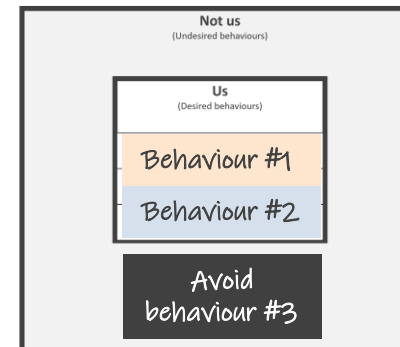 Not us
(Undesired behaviours)
Us
(Desired behaviours)
Behaviour #1
Behaviour #2
Avoid
behaviour #3